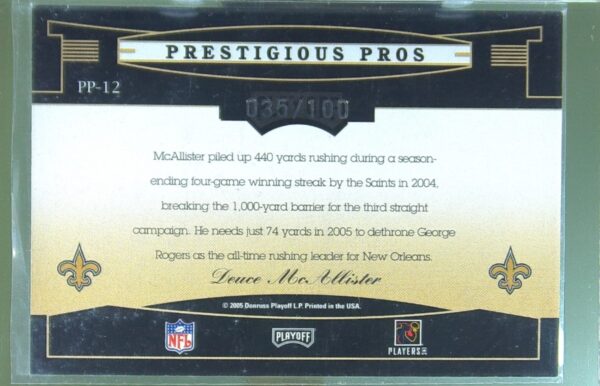 PRESTIGIOUS PROS
PP-12
035/100
McAllister piled up 440 yards rushing during a season-
ending four-game winning streak by the Saints in 2004,
breaking the 1,000-yard barrier for the third straight
campaign. He needs just 74 yards in 2005 to dethrone George
Rogers as the all-time rushing leader for New Orleans.
Deuce McAllister
© 2005 Donruss Playoff L.P. Printed in the USA.
NFL
PLAYOFF
PLAYERS INC